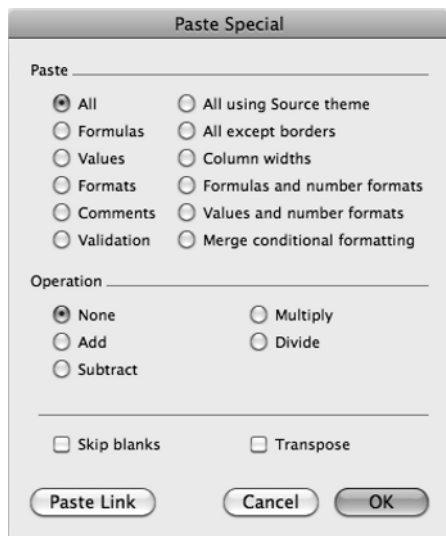 Paste Special
Paste
All
All using Source theme
Formulas
All except borders
Values
Column widths
Formats
Formulas and number formats
Comments
Values and number formats
Validation
Merge conditional formatting
Operation
None
Multiply
Add
Divide
Subtract
Skip blanks
Transpose
Paste Link
Cancel
OK